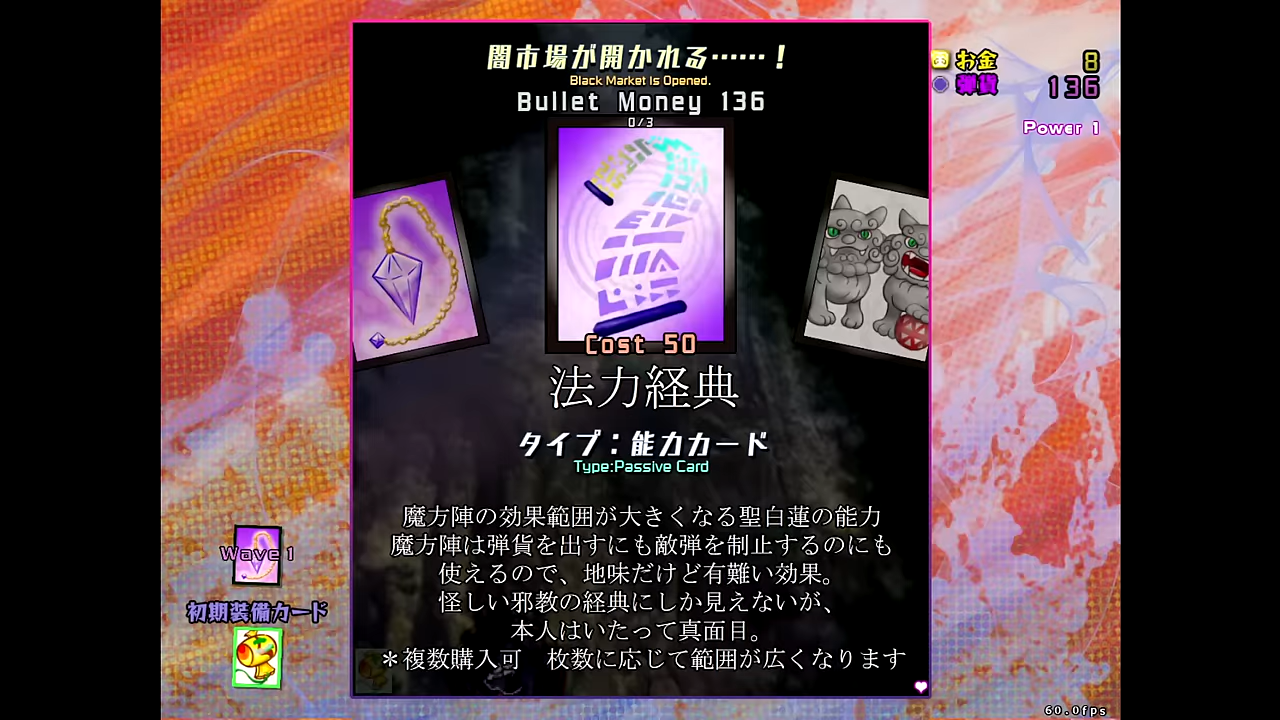 闇市場が開かれる……！
Black Market is Opened.
Bullet Money 136
0/3
Cost 50
法力経典
タイプ：能力カード
Type:Passive Card
魔方陣の効果範囲が大きくなる聖白蓮の能力
魔方陣は弾貨を出すにも敵弾を制止するのにも
使えるので、地味だけど有難い効果。
怪しい邪教の経典にしか見えないが、
本人はいたって真面目。
＊複数購入可　枚数に応じて範囲が広くなります
お金 8
弾貨 136
Power 1
Wave 1
初期装備カード
60.0fps